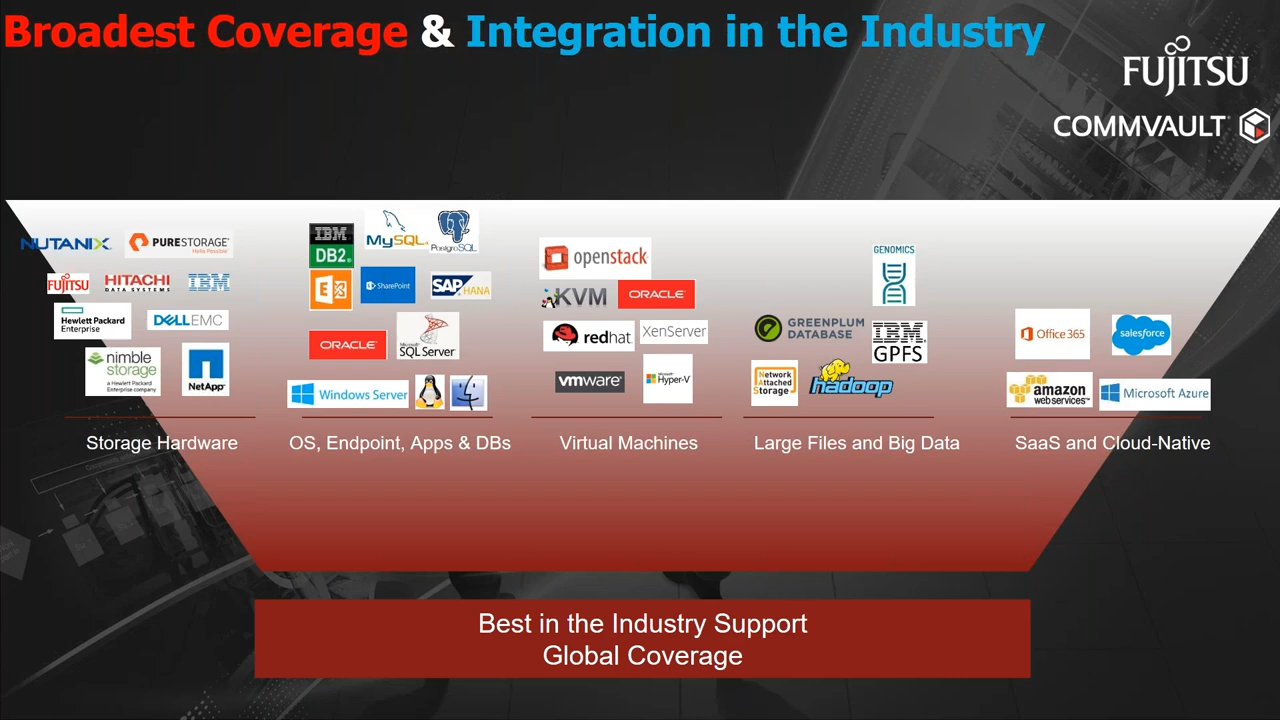 Broadest Coverage & Integration in the Industry
FUJITSU
COMMVAULT
NUTANIX
PURESTORAGE
FUJITSU
HITACHI
DATA SYSTEMS
IBM
Hewlett Packard
Enterprise
DELLEMC
nimble
storage
a Hewlett Packard
Enterprise company
NetApp
Storage Hardware
IBM
DB2
MySQL
PostgreSQL
SharePoint
SAP HANA
ORACLE
Microsoft
SQL Server
Windows Server
OS, Endpoint, Apps & DBs
openstack
KVM
ORACLE
redhat
XenServer
vmware
Microsoft
Hyper-V
Virtual Machines
GENOMICS
GREENPLUM
DATABASE
IBM
GPFS
Network
Attached
Storage
hadoop
Large Files and Big Data
Office 365
salesforce
amazon
webservices
Microsoft Azure
SaaS and Cloud-Native
Best in the Industry Support
Global Coverage